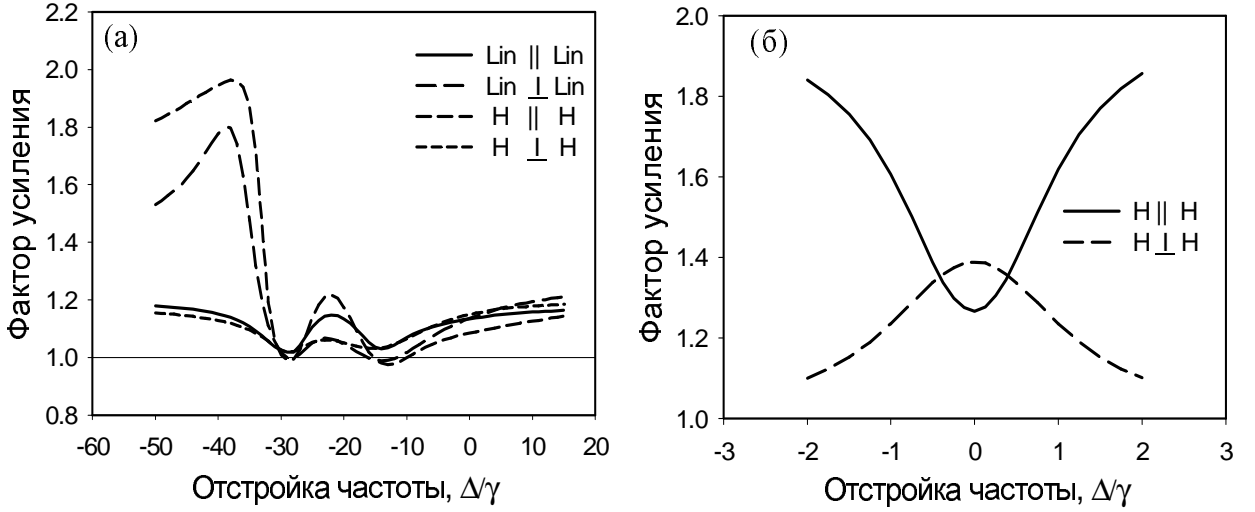 (а)
Lin || Lin
Lin ⊥ Lin
H || H
H ⊥ H
Фактор усиления
2.2
2.0
1.8
1.6
1.4
1.2
1.0
0.8
-60 -50 -40 -30 -20 -10 0 10 20
Отстройка частоты, Δ/γ
(б)
H || H
H ⊥ H
Фактор усиления
2.0
1.8
1.6
1.4
1.2
1.0
-3 -2 -1 0 1 2 3
Отстройка частоты, Δ/γ